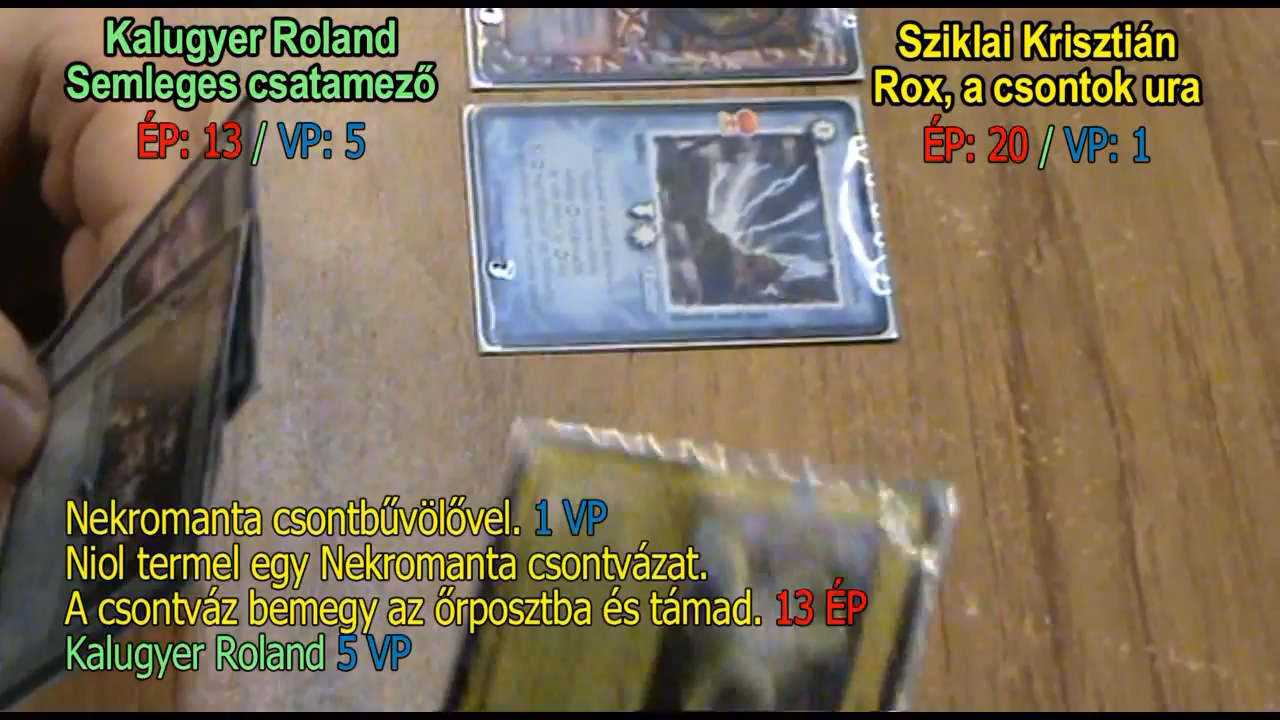 Kalugyer Roland
Semleges csatamező
ÉP: 13 / VP: 5
Sziklai Krisztián
Rox, a csontok ura
ÉP: 20 / VP: 1
Nekromanta csontbűvölővel. 1 VP
Niol termel egy Nekromanta csontvázat.
A csontváz bemegy az őrposztba és támad. 13 ÉP
Kalugyer Roland 5 VP